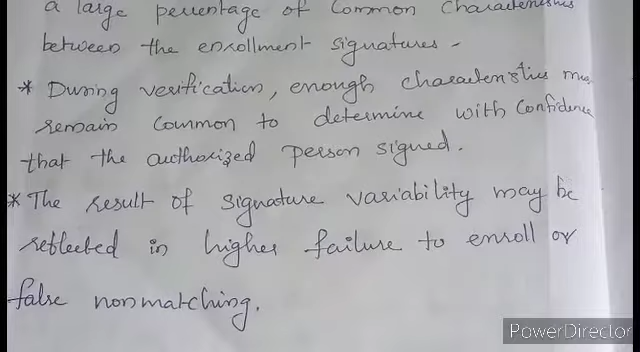 a large percentage of Common Characteristics
between the enrollment signatures -
* During verification, enough characteristics
remain Common to determine with Confidence
that the authorized person signed.
* The result of signature variability may be
reflected in higher failure to enroll or
false nonmatching.
PowerDirector